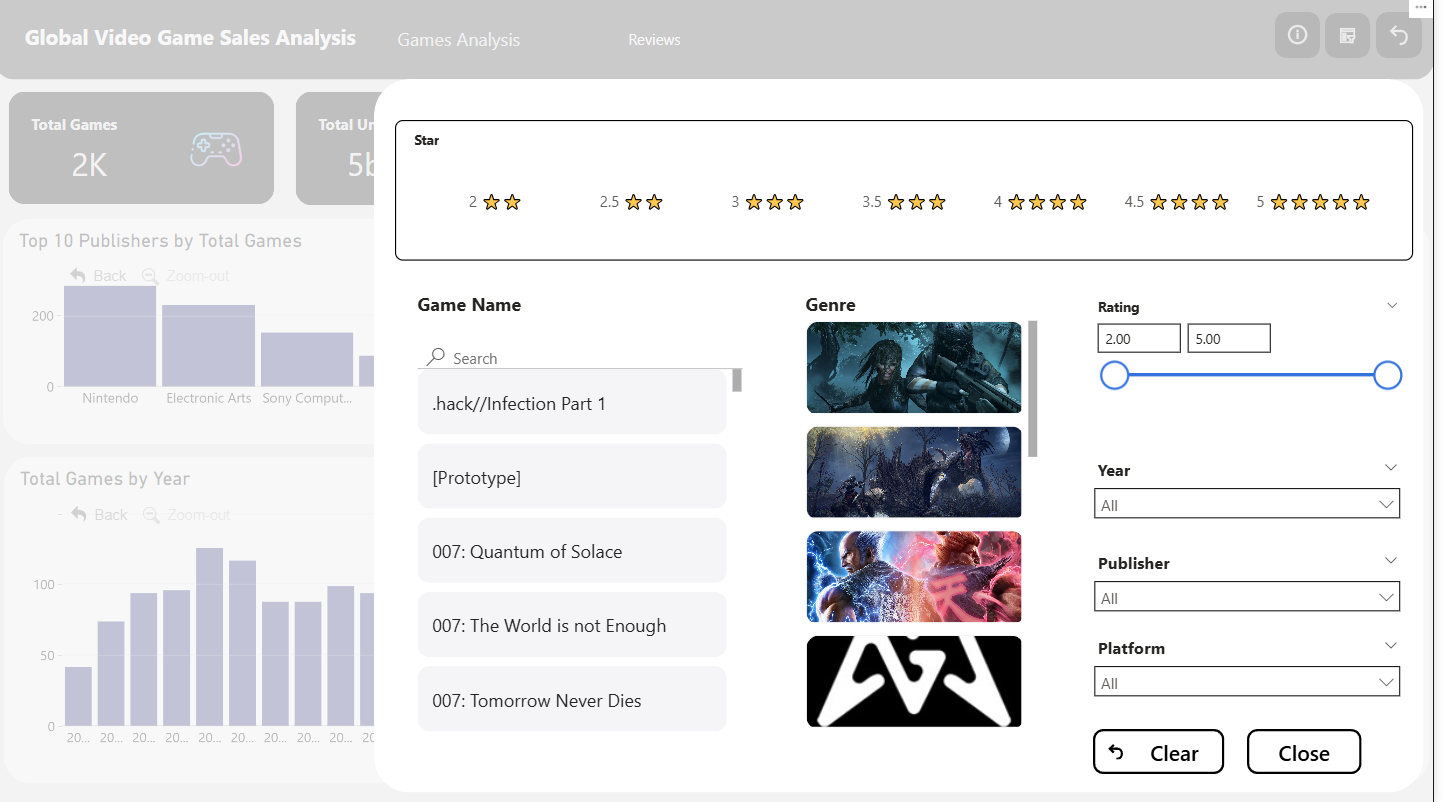 Global Video Game Sales Analysis
Games Analysis
Reviews
Total Games
2K
Total Un
5b
Top 10 Publishers by Total Games
Back
Zoom-out
200
0
Nintendo
Electronic Arts
Sony Comput...
Total Games by Year
Back
Zoom-out
100
50
0
20... 20... 20... 20... 20... 20... 20... 20... 20... 20
Star
2
2.5
3
3.5
4
4.5
5
Game Name
Search
.hack//Infection Part 1
[Prototype]
007: Quantum of Solace
007: The World is not Enough
007: Tomorrow Never Dies
Genre
天
Rating
2.00
5.00
Year
All
Publisher
All
Platform
All
Clear
Close